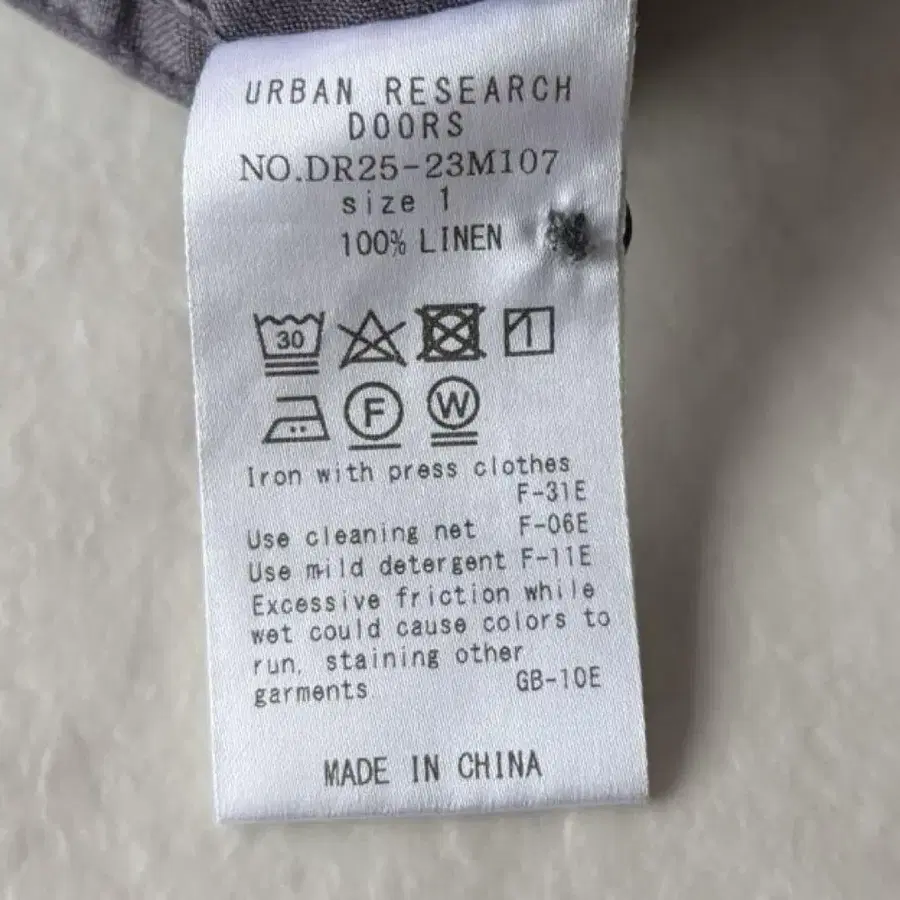 URBAN RESEARCH
DOORS
NO.DR25-23M107
size 1
100% LINEN
30
F W
Iron with press clothes
F-31E
Use cleaning net F-06E
Use mild detergent F-11E
Excessive friction while
wet could cause colors to
run, staining other
garments GB-10E
MADE IN CHINA